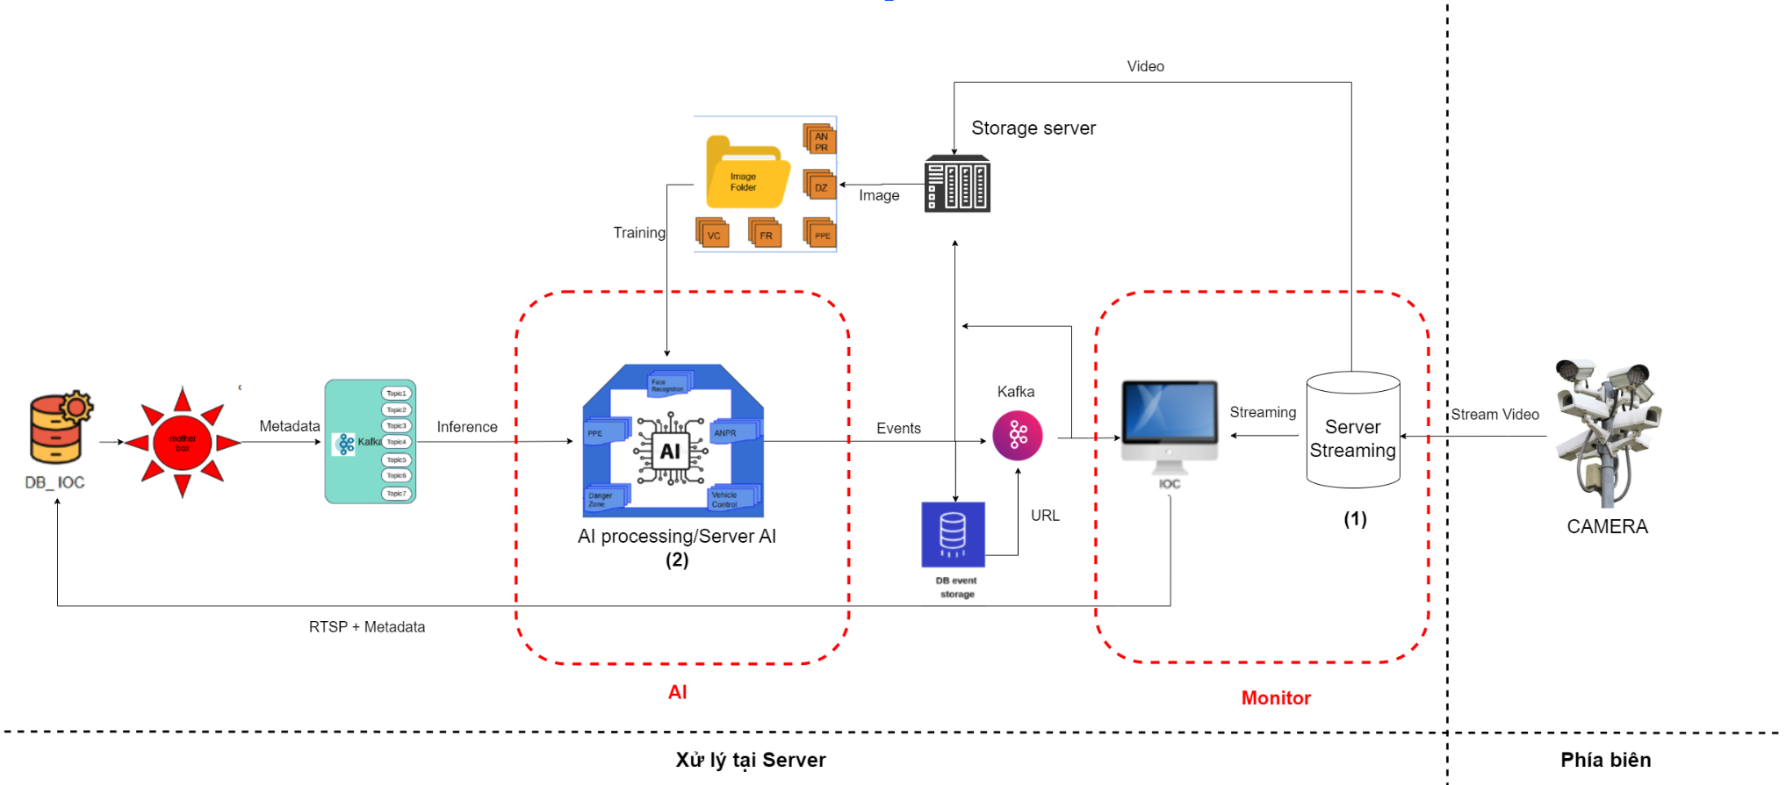 Video
Storage server
AN
PR
Image
Folder
DZ
Image
VC
FR
PPE
Training
Face
Recognition
PPE
ANPR
AI
Danger
Zone
Vehicle
Control
AI processing/Server AI
(2)
DB_IOC
mother
box
Metadata
Kafka
Topic1
Topic2
Topic3
Topic4
Topic5
Topic6
Topic7
Inference
Events
Kafka
URL
DB event
storage
IOC
Streaming
Server
Streaming
(1)
Stream Video
CAMERA
RTSP + Metadata
AI
Monitor
Xử lý tại Server
Phía biên